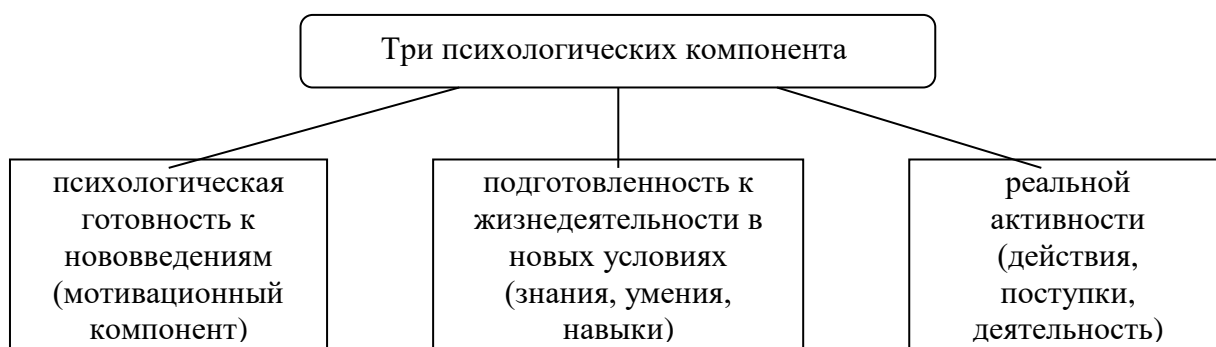 Три психологических компонента
психологическая
готовность к
нововведениям
(мотивационный
компонент)
подготовленность к
жизнедеятельности в
новых условиях
(знания, умения,
навыки)
реальной
активности
(действия,
поступки,
деятельность)